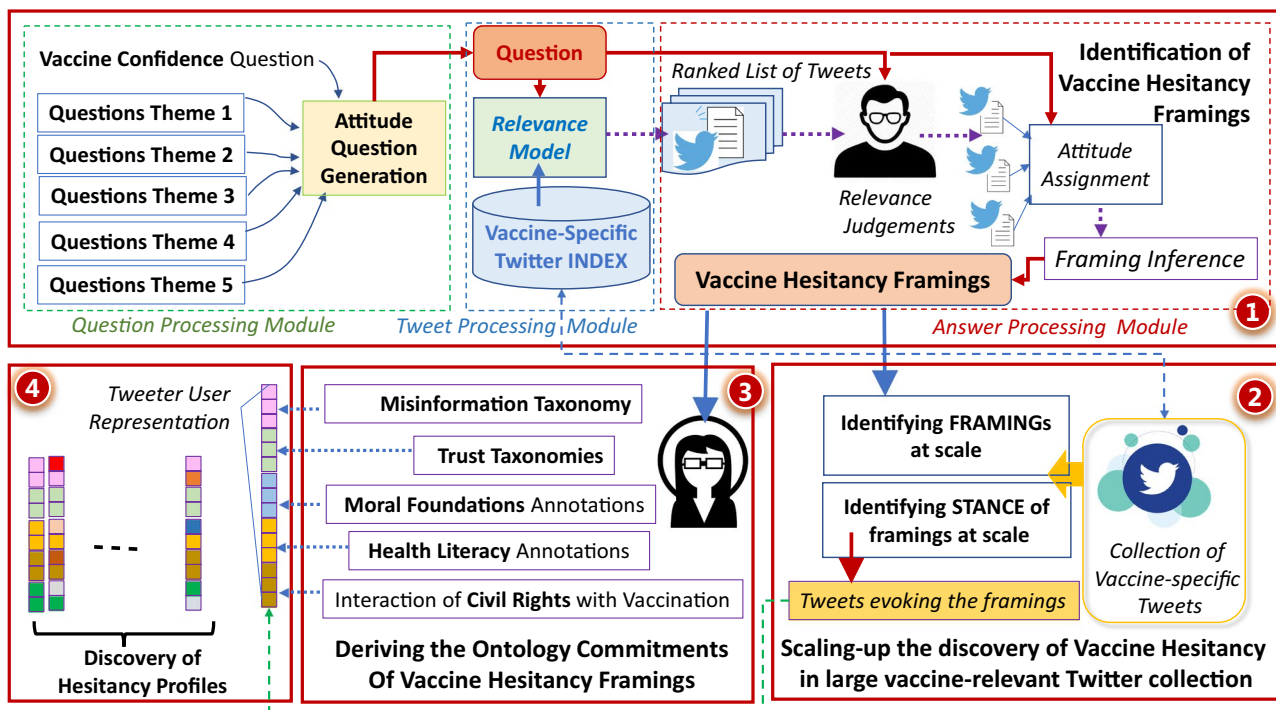 Vaccine Confidence Question
Questions Theme 1
Questions Theme 2
Questions Theme 3
Questions Theme 4
Questions Theme 5
Attitude
Question
Generation
Question Processing Module
Question
Relevance
Model
Vaccine-Specific
Twitter INDEX
Tweet Processing Module
Ranked List of Tweets
Relevance
Judgements
Identification of
Vaccine Hesitancy
Framings
Attitude
Assignment
Framing Inference
Vaccine Hesitancy Framings
Answer Processing Module
1
4
Tweeter User
Representation
Discovery of
Hesitancy Profiles
3
Misinformation Taxonomy
Trust Taxonomies
Moral Foundations Annotations
Health Literacy Annotations
Interaction of Civil Rights with Vaccination
Deriving the Ontology Commitments
Of Vaccine Hesitancy Framings
2
Identifying FRAMINGs
at scale
Identifying STANCE of
framings at scale
Tweets evoking the framings
Collection of
Vaccine-specific
Tweets
Scaling-up the discovery of Vaccine Hesitancy
in large vaccine-relevant Twitter collection